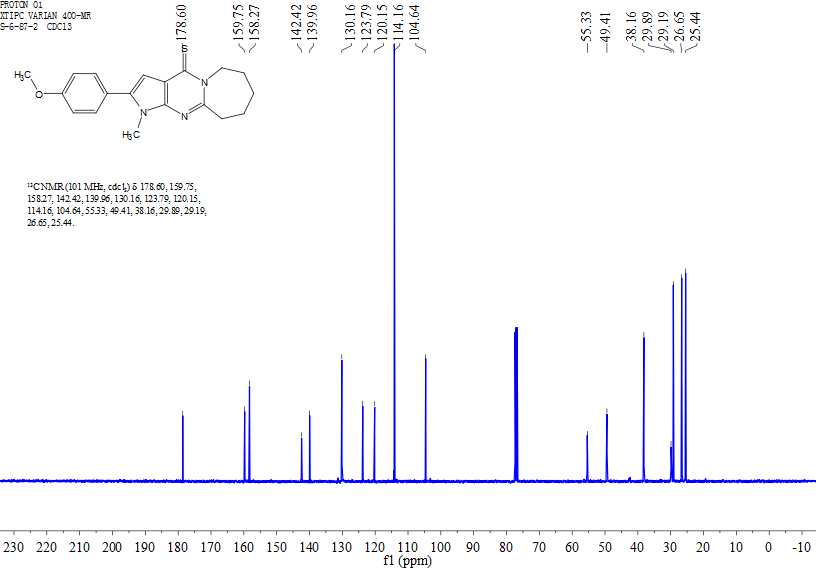 PROTON 01
XTIPC VARIAN 400-MR
S-6-87-2 CDC13
178.60
159.75
158.27
142.42
139.96
130.16
123.79
120.15
114.16
104.64
55.33
49.41
38.16
29.89
29.19
26.65
25.44
S
H₃C
O
N
N
N
H₃C
¹³C NMR (101 MHz, cdcl₃) δ 178.60, 159.75,
158.27, 142.42, 139.96, 130.16, 123.79, 120.15,
114.16, 104.64, 55.33, 49.41, 38.16, 29.89, 29.19,
26.65, 25.44.
230 220 210 200 190 180 170 160 150 140 130 120 110 100 90 80 70 60 50 40 30 20 10 0 -10
f1 (ppm)